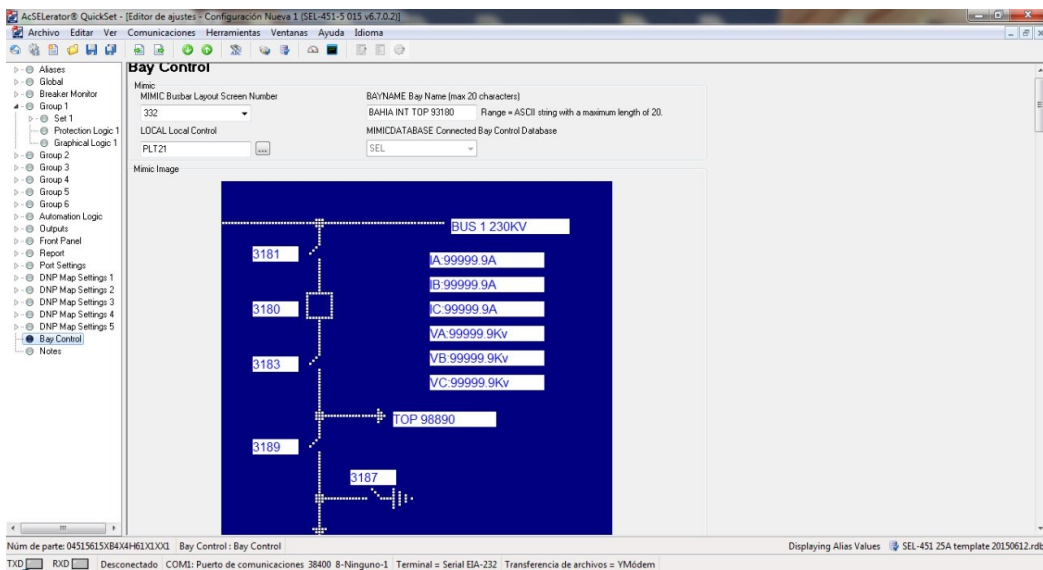 AcSELerator® QuickSet - [Editor de ajustes - Configuración Nueva 1 (SEL-451-5 015 v6.7.0.2)]
Archivo Editar Ver Comunicaciones Herramientas Ventanas Ayuda Idioma
Aliases
Global
Breaker Monitor
Group 1
Set 1
Protection Logic 1
Graphical Logic 1
Group 2
Group 3
Group 4
Group 5
Group 6
Automation Logic
Outputs
Front Panel
Report
Port Settings
DNP Map Settings 1
DNP Map Settings 2
DNP Map Settings 3
DNP Map Settings 4
DNP Map Settings 5
Bay Control
Notes
Bay Control
Mimic
MIMIC Busbar Layout Screen Number
332
BAYNAME Bay Name (max 20 characters)
BAHIA INT TOP 93180 Range = ASCII string with a maximum length of 20.
LOCAL Local Control
PLT21 ...
MIMICDATABASE Connected Bay Control Database
SEL
Mimic Image
BUS 1 230KV
3181
IA:99999.9A
IB:99999.9A
3180
IC:99999.9A
VA:99999.9Kv
VB:99999.9Kv
3183
VC:99999.9Kv
TOP 98890
3189
3187
Núm de parte: 04515615XB4X4H61X1XX1 Bay Control : Bay Control Displaying Alias Values SEL-451 25A template 20150612.rdb
TXD RXD Desconectado COM1: Puerto de comunicaciones 38400 8-Ninguno-1 Terminal = Serial EIA-232 Transferencia de archivos = YMódem